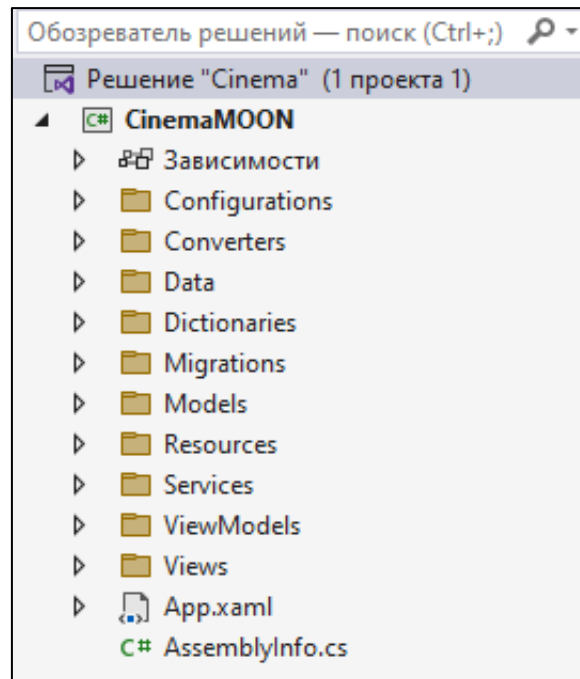 Обозреватель решений — поиск (Ctrl+;)
Решение "Cinema" (1 проекта 1)
C# CinemaMOON
Зависимости
Configurations
Converters
Data
Dictionaries
Migrations
Models
Resources
Services
ViewModels
Views
App.xaml
C# AssemblyInfo.cs